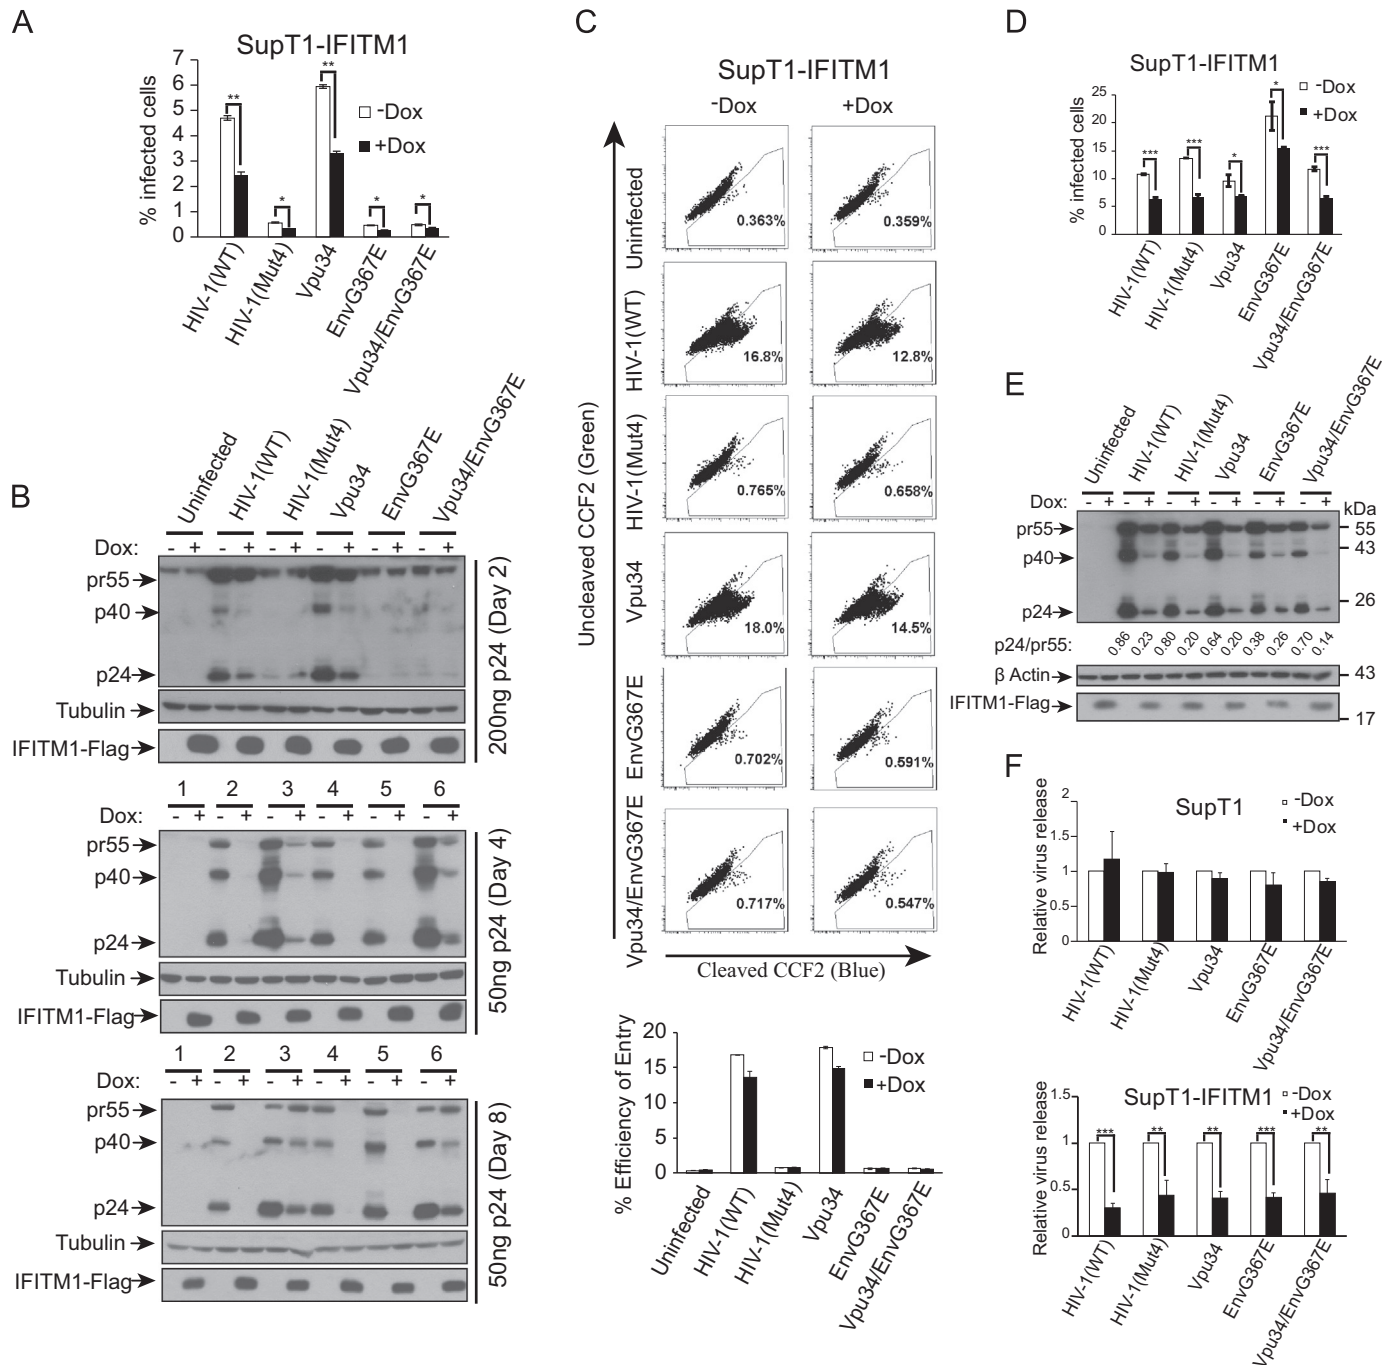 A
SupT1-IFITM1
% infected cells
7
6
5
4
3
2
1
0
** * ** * *
-Dox
+Dox
HIV-1(WT)
HIV-1(Mut4)
Vpu34
EnvG367E
Vpu34/EnvG367E
B
Uninfected
HIV-1(WT)
HIV-1(Mut4)
Vpu34
EnvG367E
Vpu34/EnvG367E
Dox: - + - + - + - + - + - +
pr55
p40
p24
Tubulin
IFITM1-Flag
200ng p24 (Day 2)
1 2 3 4 5 6
Dox: - + - + - + - + - + - +
pr55
p40
p24
Tubulin
IFITM1-Flag
50ng p24 (Day 4)
1 2 3 4 5 6
Dox: - + - + - + - + - + - +
pr55
p40
p24
Tubulin
IFITM1-Flag
50ng p24 (Day 8)
C
SupT1-IFITM1
-Dox +Dox
Uncleaved CCF2 (Green)
Uninfected
0.363% 0.359%
HIV-1(WT)
16.8% 12.8%
HIV-1(Mut4)
0.765% 0.658%
Vpu34
18.0% 14.5%
EnvG367E
0.702% 0.591%
Vpu34/EnvG367E
0.717% 0.547%
Cleaved CCF2 (Blue)
% Efficiency of Entry
20
15
10
5
0
-Dox
+Dox
Uninfected
HIV-1(WT)
HIV-1(Mut4)
Vpu34
EnvG367E
Vpu34/EnvG367E
D
SupT1-IFITM1
% infected cells
25
20
15
10
5
0
*** *** * * ***
-Dox
+Dox
HIV-1(WT)
HIV-1(Mut4)
Vpu34
EnvG367E
Vpu34/EnvG367E
E
Uninfected
HIV-1(WT)
HIV-1(Mut4)
Vpu34
EnvG367E
Vpu34/EnvG367E
Dox: - + - + - + - + - + - + kDa
pr55 55
43
p40
p24 26
p24/pr55: 0.86 0.23 0.80 0.20 0.64 0.20 0.38 0.26 0.70 0.14
β Actin 43
IFITM1-Flag
17
F
SupT1
-Dox
+Dox
Relative virus release
2
1.5
1
0.5
0
HIV-1(WT)
HIV-1(Mut4)
Vpu34
EnvG367E
Vpu34/EnvG367E
SupT1-IFITM1
-Dox
+Dox
Relative virus release
1.5
1
0.5
0
*** ** ** *** **
HIV-1(WT)
HIV-1(Mut4)
Vpu34
EnvG367E
Vpu34/EnvG367E